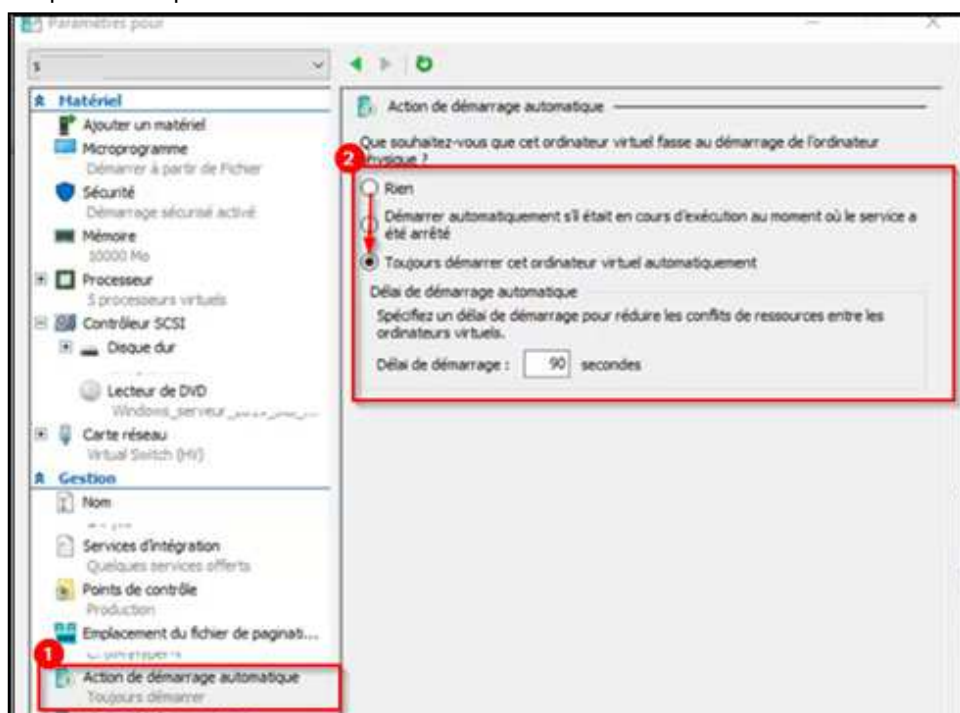 Paramètres pour
s
Matériel
Ajouter un matériel
Microprogramme
Démarrer à partir de Fichier
Sécurité
Démarrage sécurisé activé
Mémoire
10000 Mo
Processeur
5 processeurs virtuels
Contrôleur SCSI
Disque dur
Lecteur de DVD
Windows_serveur
Carte réseau
Virtual Switch (HV)
Gestion
Nom
Services d'intégration
Quelques services offerts
Points de contrôle
Production
Emplacement du fichier de paginati...
1
Action de démarrage automatique
Toujours démarrer
Action de démarrage automatique
Que souhaitez-vous que cet ordinateur virtuel fasse au démarrage de l'ordinateur
physique ?
2
Rien
Démarrer automatiquement s'il était en cours d'exécution au moment où le service a
été arrêté
Toujours démarrer cet ordinateur virtuel automatiquement
Délai de démarrage automatique
Spécifiez un délai de démarrage pour réduire les conflits de ressources entre les
ordinateurs virtuels.
Délai de démarrage : 90 secondes